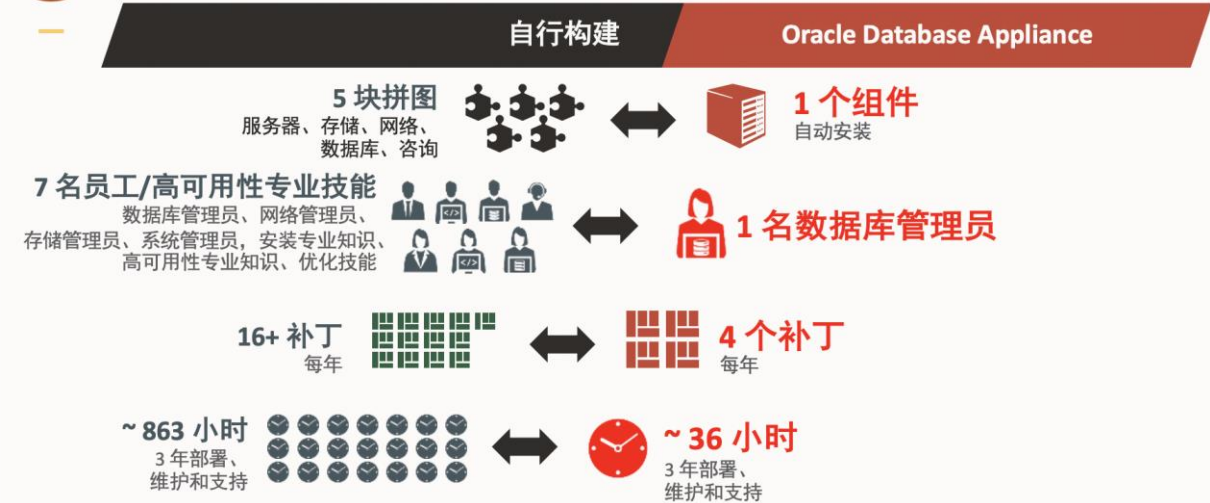 自行构建
Oracle Database Appliance
5 块拼图
服务器、存储、网络、
数据库、咨询
1 个组件
自动安装
7 名员工/高可用性专业技能
数据库管理员、网络管理员、
存储管理员、系统管理员，安装专业知识、
高可用性专业知识、优化技能
1 名数据库管理员
16+ 补丁
每年
4 个补丁
每年
~ 863 小时
3 年部署、
维护和支持
~ 36 小时
3 年部署、
维护和支持